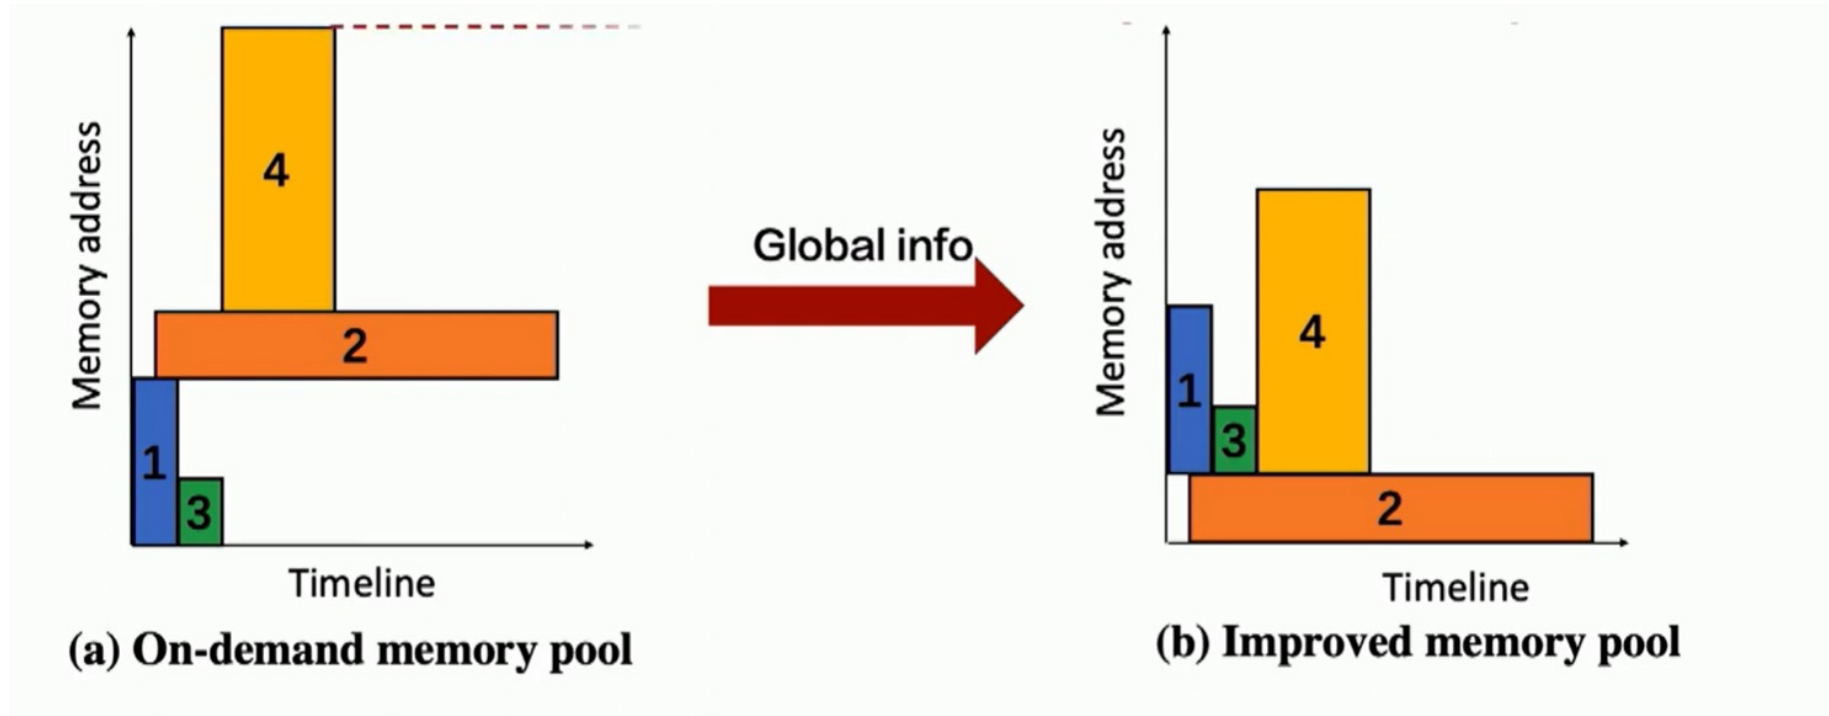 Memory address
4
2
1
3
Timeline
(a) On-demand memory pool
Global info
Memory address
1
3
4
2
Timeline
(b) Improved memory pool